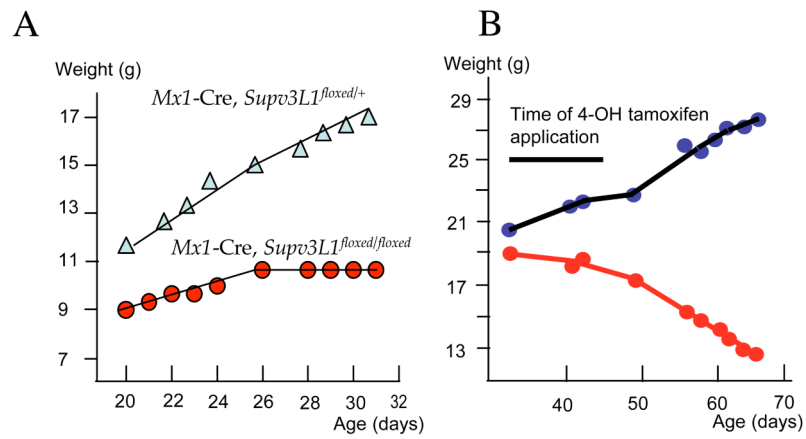 A
Weight (g)
Mx1-Cre, Supv3L1floxed/+
17
15
13
Mx1-Cre, Supv3L1floxed/floxed
11
9
7
20 22 24 26 28 30 32
Age (days)
B
Weight (g)
29
Time of 4-OH tamoxifen
application
25
21
17
13
40 50 60 70
Age (days)